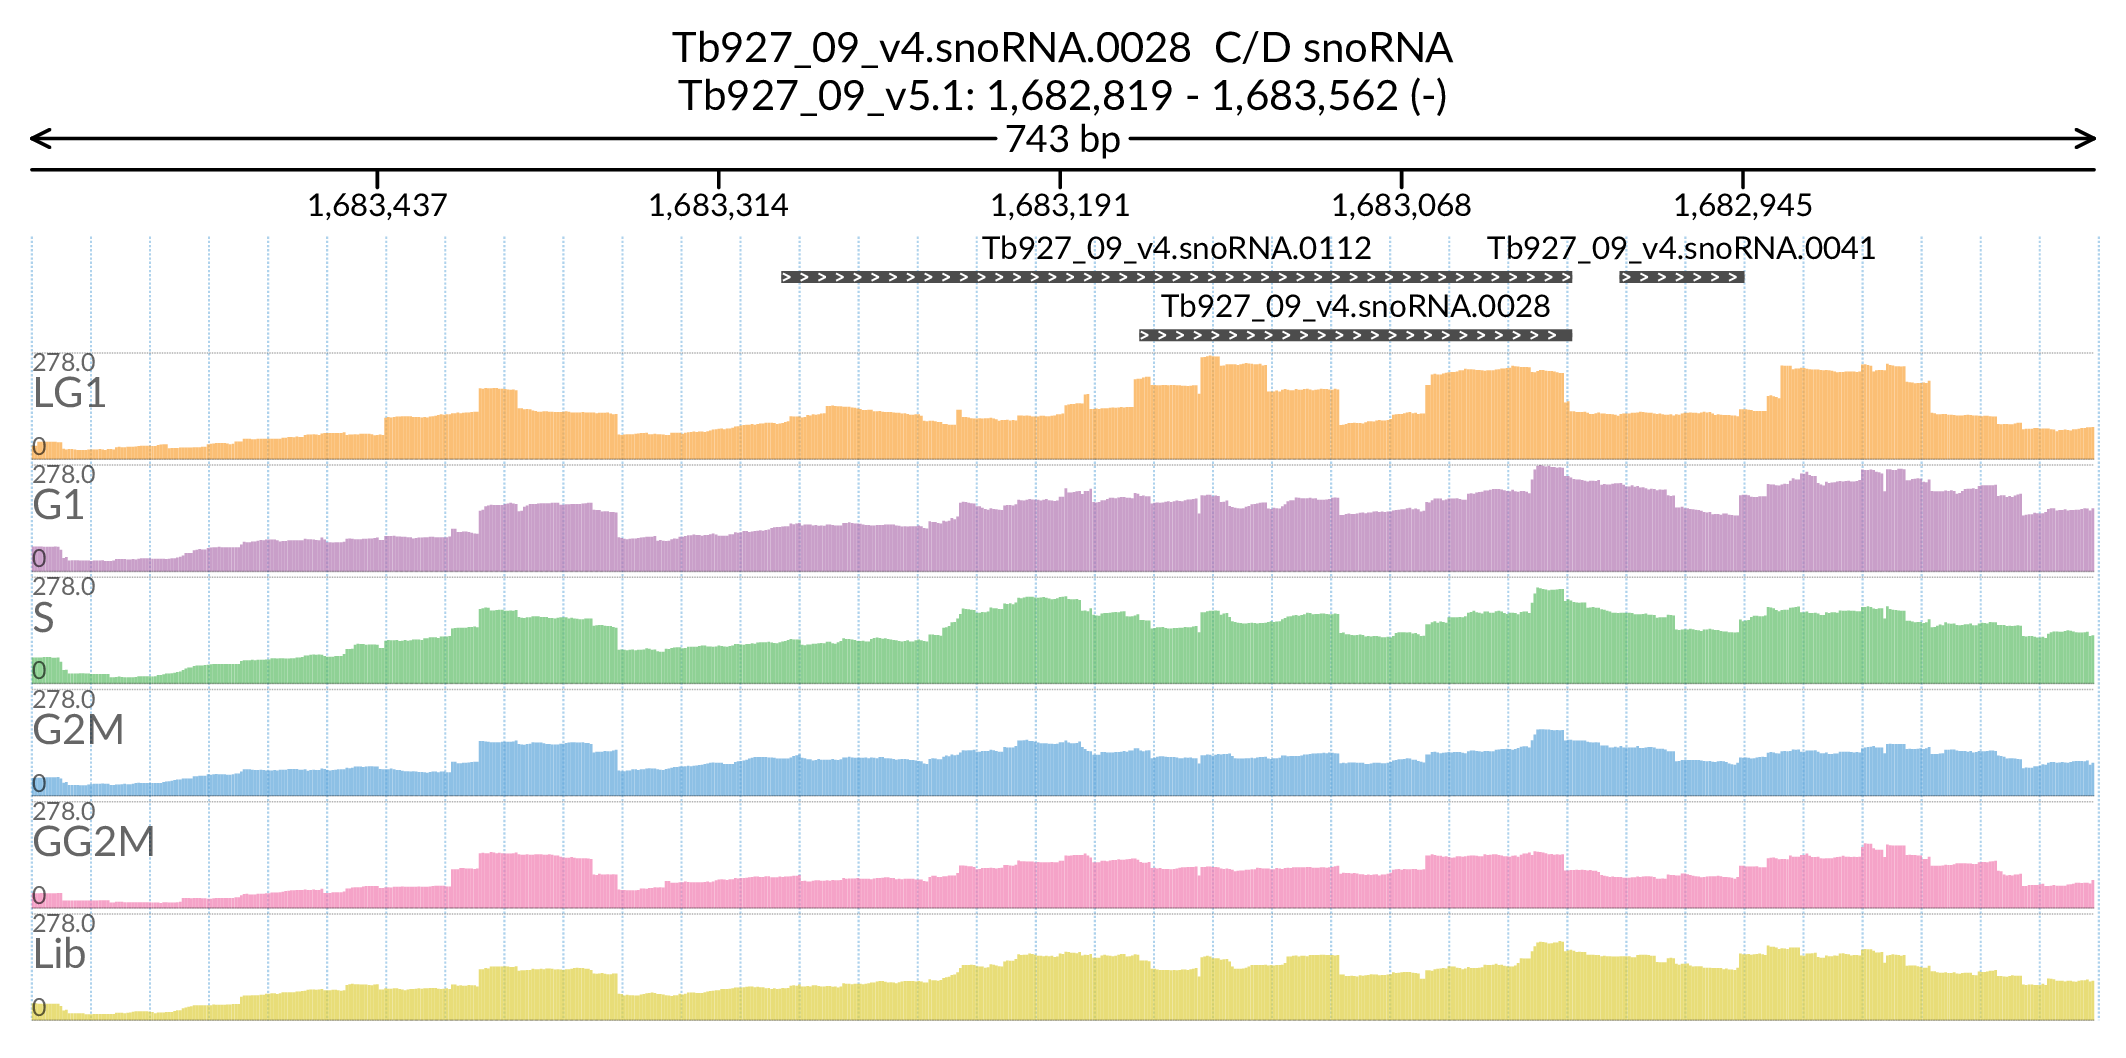 Tb927_09_v4.snoRNA.0028 C/D snoRNA
Tb927_09_v5.1: 1,682,819 - 1,683,562 (-)
743 bp
1,683,437 1,683,314 1,683,191 1,683,068 1,682,945
Tb927_09_v4.snoRNA.0112 Tb927_09_v4.snoRNA.0041
Tb927_09_v4.snoRNA.0028
278.0
LG1
0
278.0
G1
0
278.0
S
0
278.0
G2M
0
278.0
GG2M
0
278.0
Lib
0